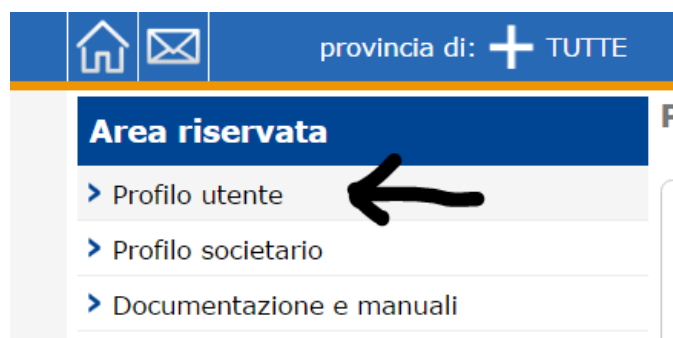 provincia di: TUTTE
Area riservata
Profilo utente
Profilo societario
Documentazione e manuali